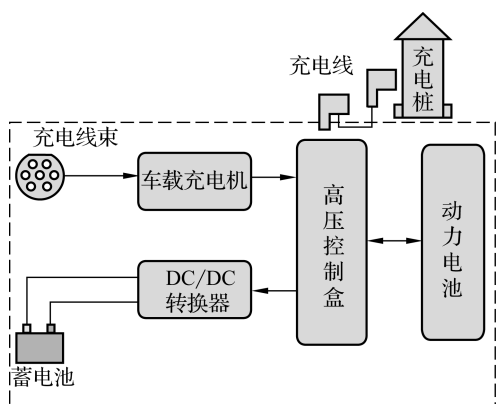 充电桩
充电线
充电线束
车载充电机
高压控制盒
动力电池
DC/DC
转换器
蓄电池